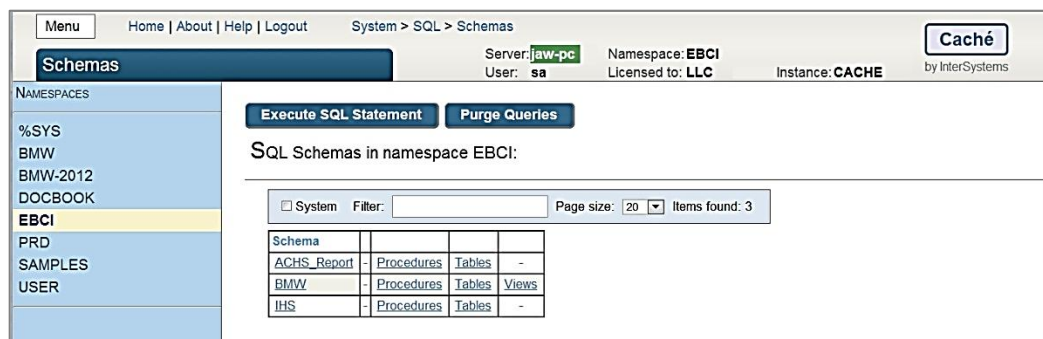 Menu Home | About | Help | Logout System > SQL > Schemas
Schemas
Server: jaw-pc Namespace: EBCI
User: sa Licensed to: LLC Instance: CACHE
Caché
by InterSystems
NAMESPACES
%SYS
BMW
BMW-2012
DOCBOOK
EBCI
PRD
SAMPLES
USER
Execute SQL Statement Purge Queries
SQL Schemas in namespace EBCI:
System Filter: Page size: 20 Items found: 3
Schema
ACHS_Report - Procedures Tables -
BMW - Procedures Tables Views
IHS - Procedures Tables -